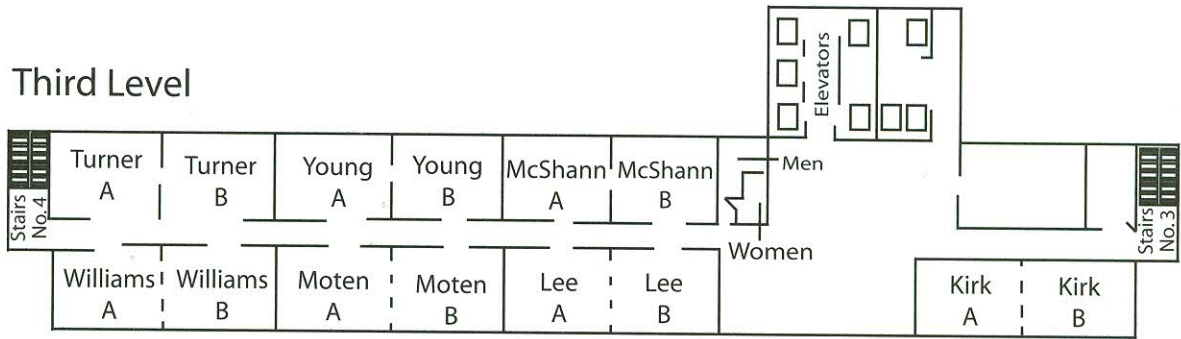 Third Level
Elevators
Men
Women
Stairs
No.4
Turner
A
Turner
B
Young
A
Young
B
McShann
A
McShann
B
Williams
A
Williams
B
Moten
A
Moten
B
Lee
A
Lee
B
Kirk
A
Kirk
B
Stairs
No.3